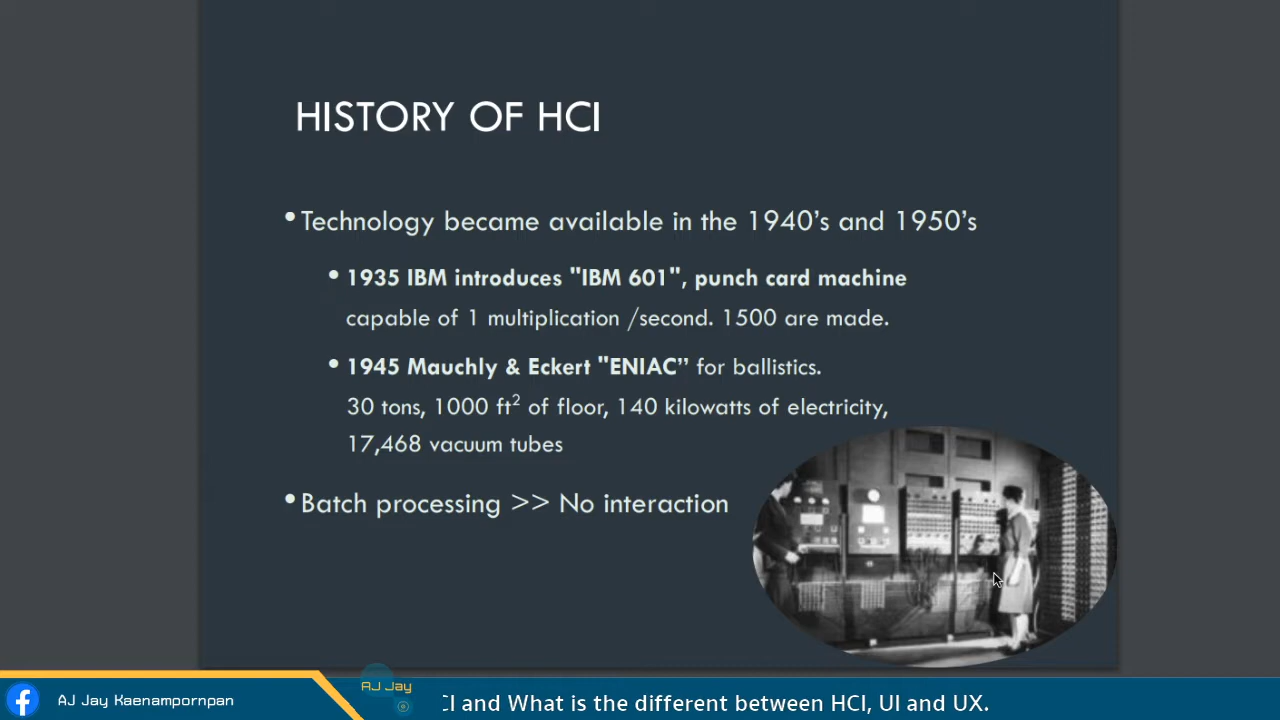 HISTORY OF HCI
•Technology became available in the 1940’s and 1950’s
• 1935 IBM introduces "IBM 601", punch card machine
capable of 1 multiplication /second. 1500 are made.
• 1945 Mauchly & Eckert "ENIAC” for ballistics.
30 tons, 1000 ft² of floor, 140 kilowatts of electricity,
17,468 vacuum tubes
•Batch processing >> No interaction
AJ Jay Kaenampornpan
AJ Jay
CI and What is the different between HCI, UI and UX.